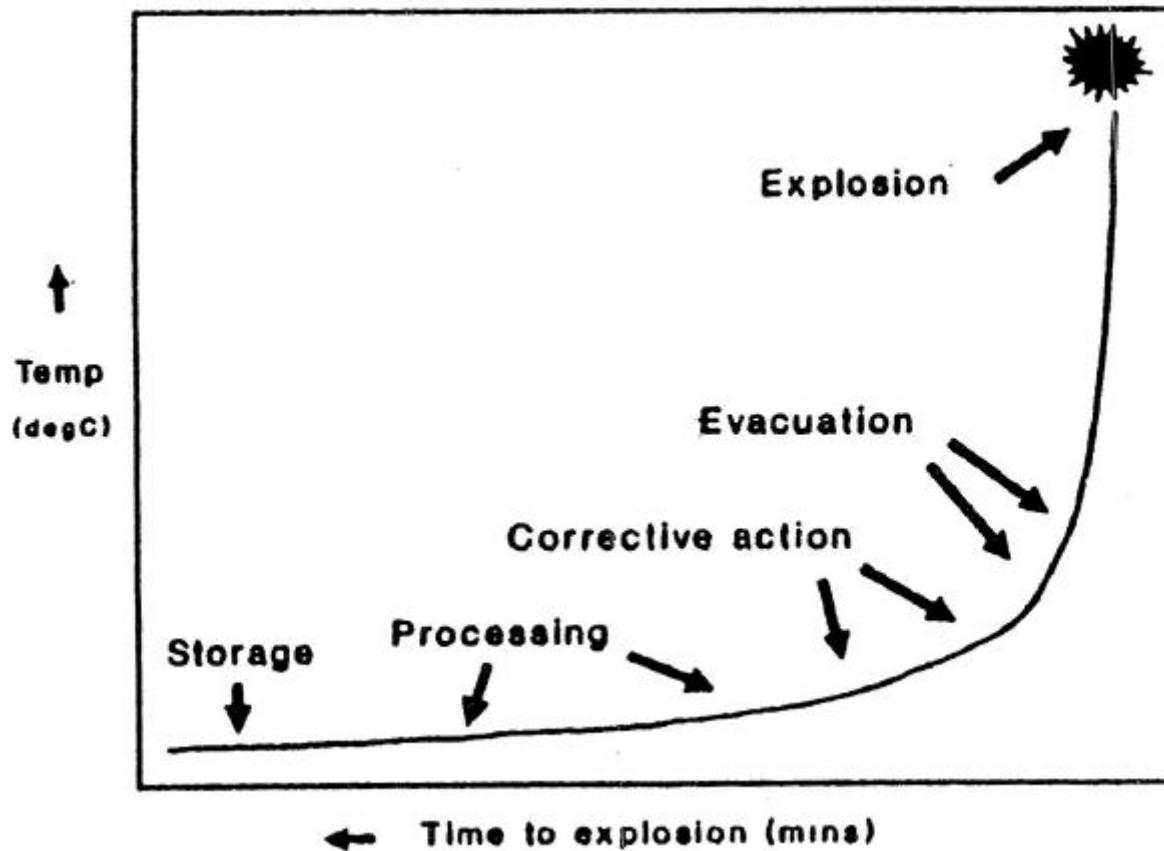 Explosion
Temp
(degC)
Evacuation
Corrective action
Processing
Storage
Time to explosion (mins)